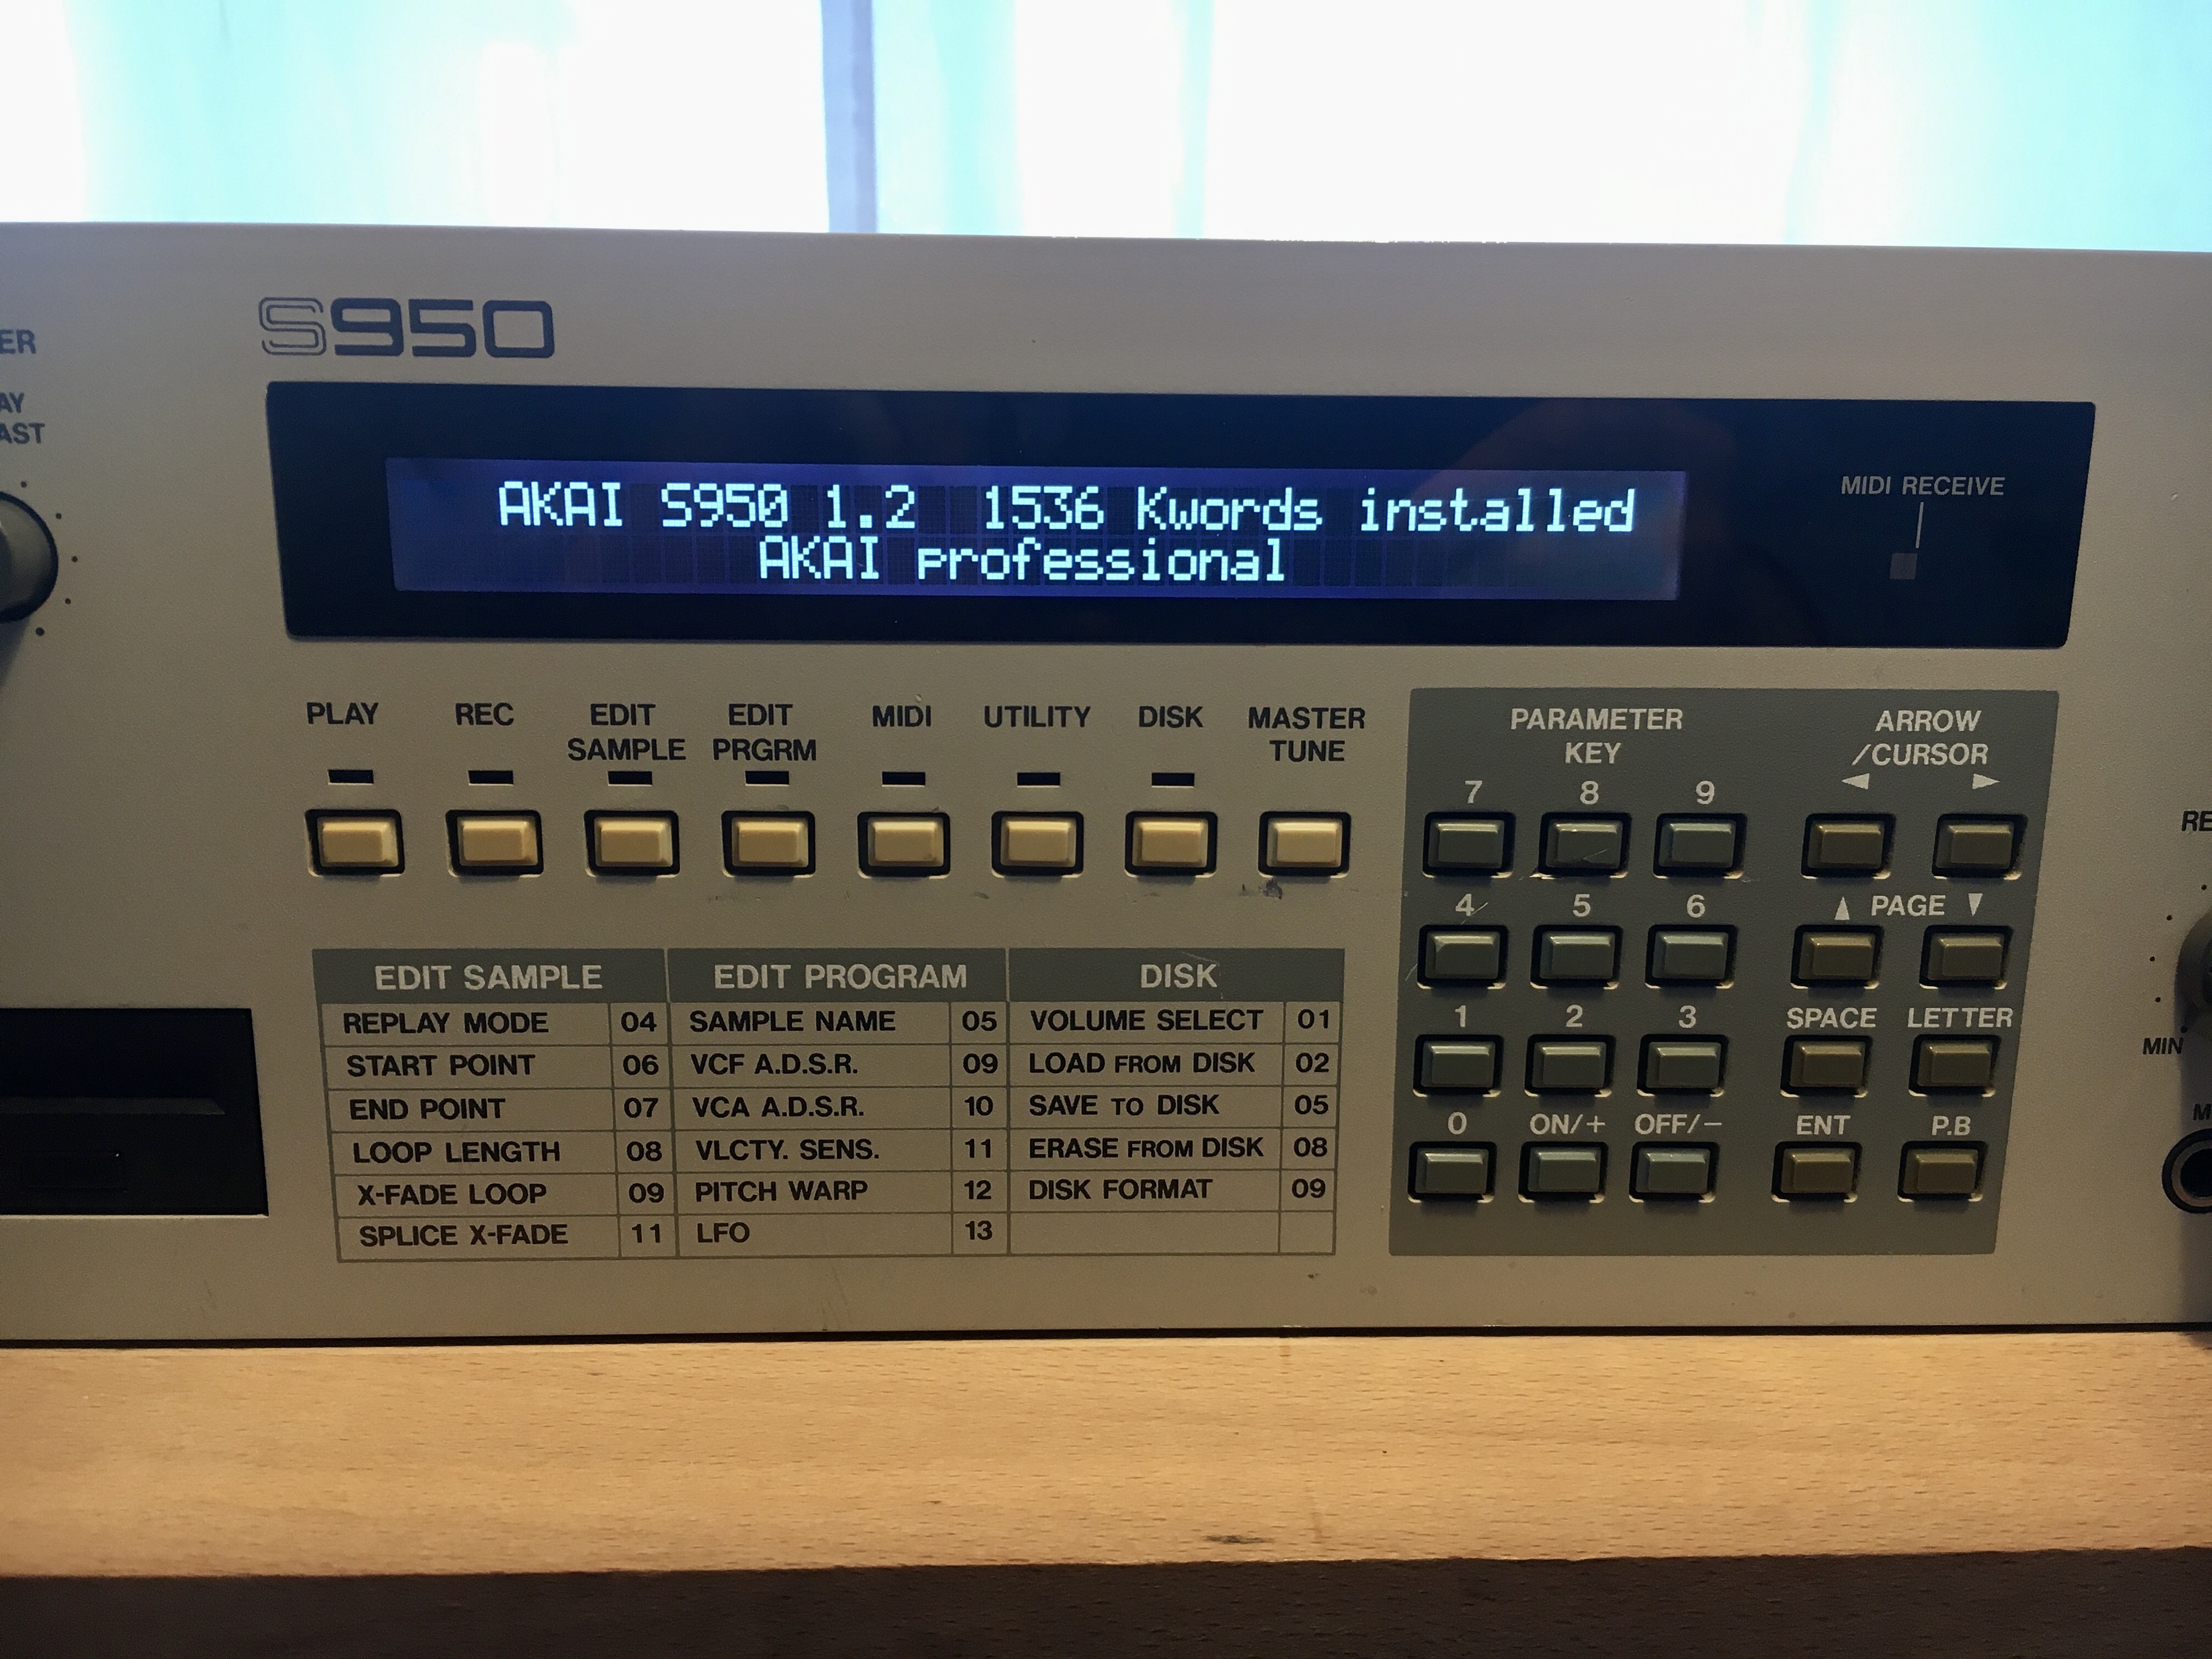 S950
AKAI S950 1.2 1536 Kwords installed
AKAI professional
MIDI RECEIVE
PLAY
REC
EDIT SAMPLE
EDIT PRGRM
MIDI
UTILITY
DISK
MASTER TUNE
EDIT SAMPLE EDIT PROGRAM DISK
REPLAY MODE 04 SAMPLE NAME 05 VOLUME SELECT 01
START POINT 06 VCF A.D.S.R. 09 LOAD FROM DISK 02
END POINT 07 VCA A.D.S.R. 10 SAVE TO DISK 05
LOOP LENGTH 08 VLCTY. SENS. 11 ERASE FROM DISK 08
X-FADE LOOP 09 PITCH WARP 12 DISK FORMAT 09
SPLICE X-FADE 11 LFO 13
PARAMETER
KEY
ARROW
/CURSOR
◄ ►
7 8 9
4 5 6 ▲ PAGE ▼
1 2 3 SPACE LETTER
0 ON/+ OFF/− ENT P.B
MIN